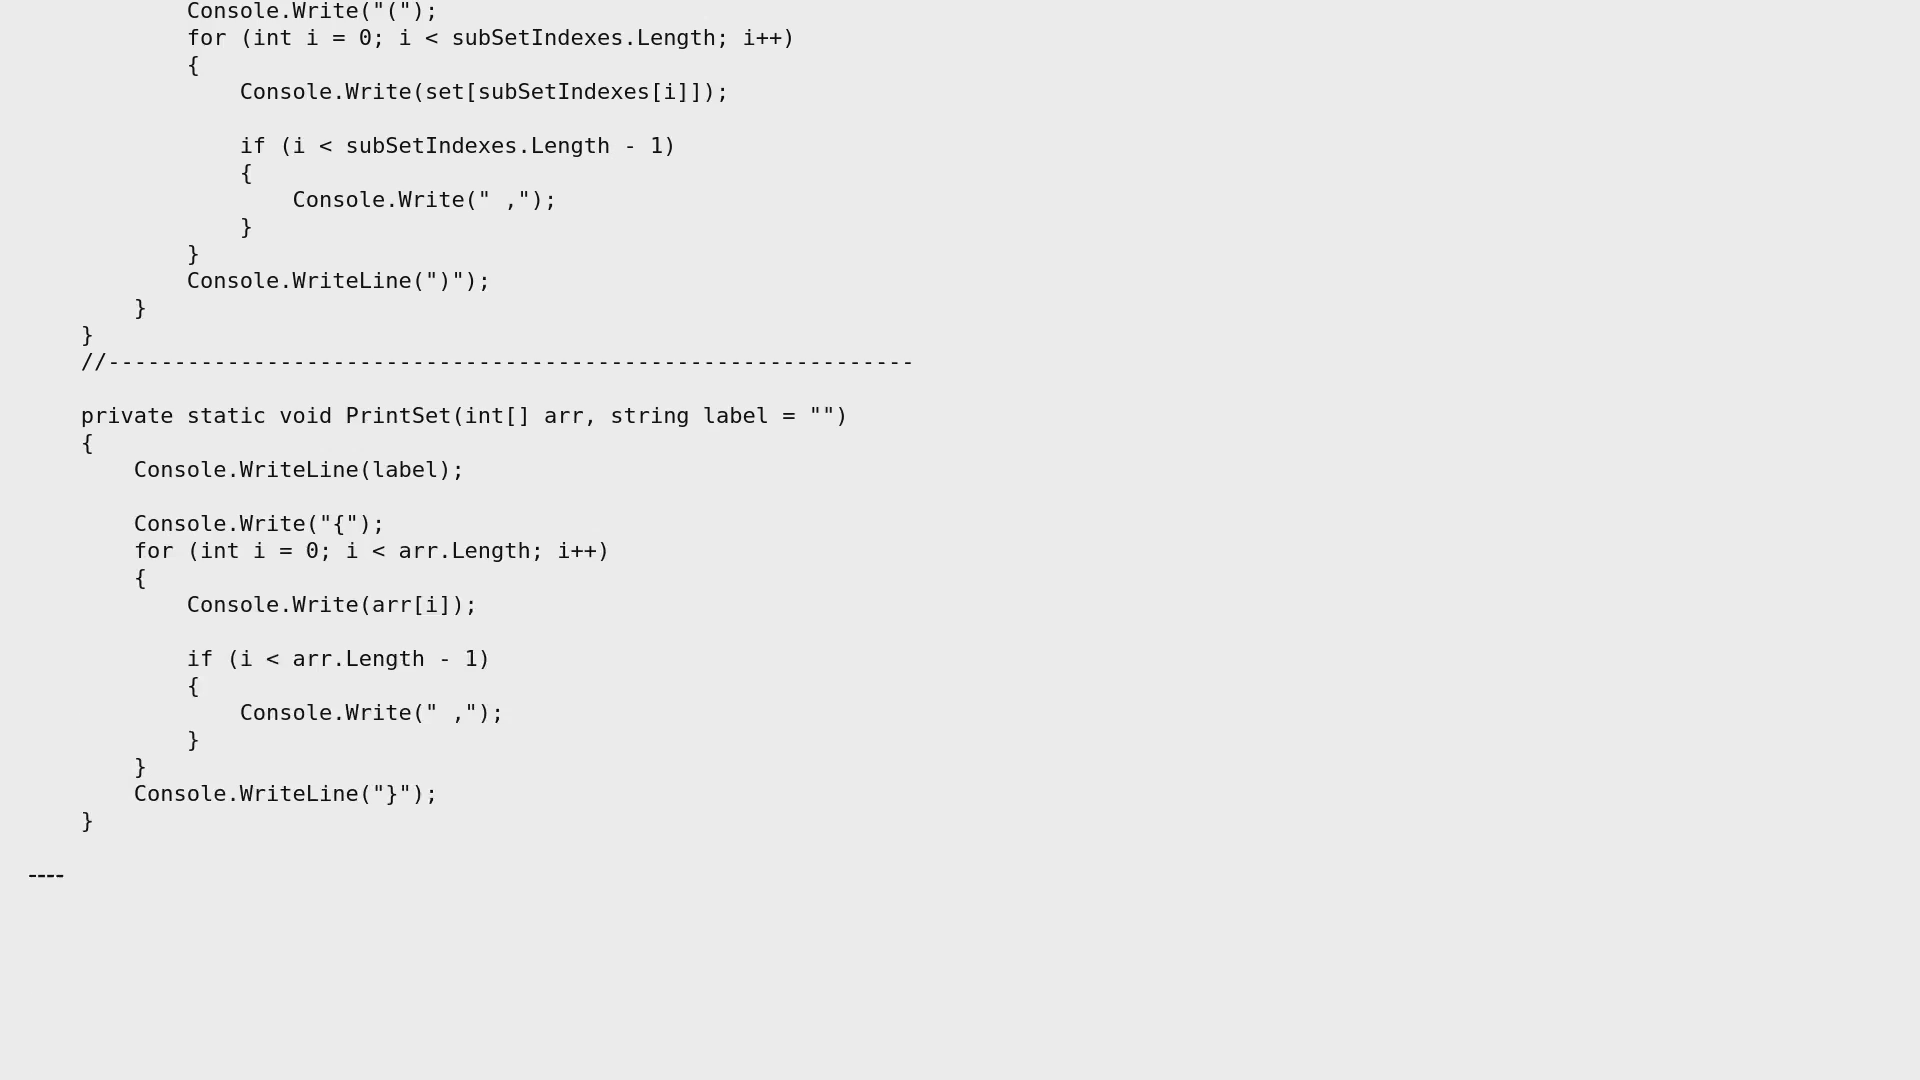 Console.Write("(");
for (int i = 0; i < subSetIndexes.Length; i++)
{
Console.Write(set[subSetIndexes[i]]);
if (i < subSetIndexes.Length - 1)
{
Console.Write(" ,");
}
}
Console.WriteLine(")");
}
}
//-------------------------------------------------------------
private static void PrintSet(int[] arr, string label = "")
{
Console.WriteLine(label);
Console.Write("{");
for (int i = 0; i < arr.Length; i++)
{
Console.Write(arr[i]);
if (i < arr.Length - 1)
{
Console.Write(" ,");
}
}
Console.WriteLine("}");
}
----